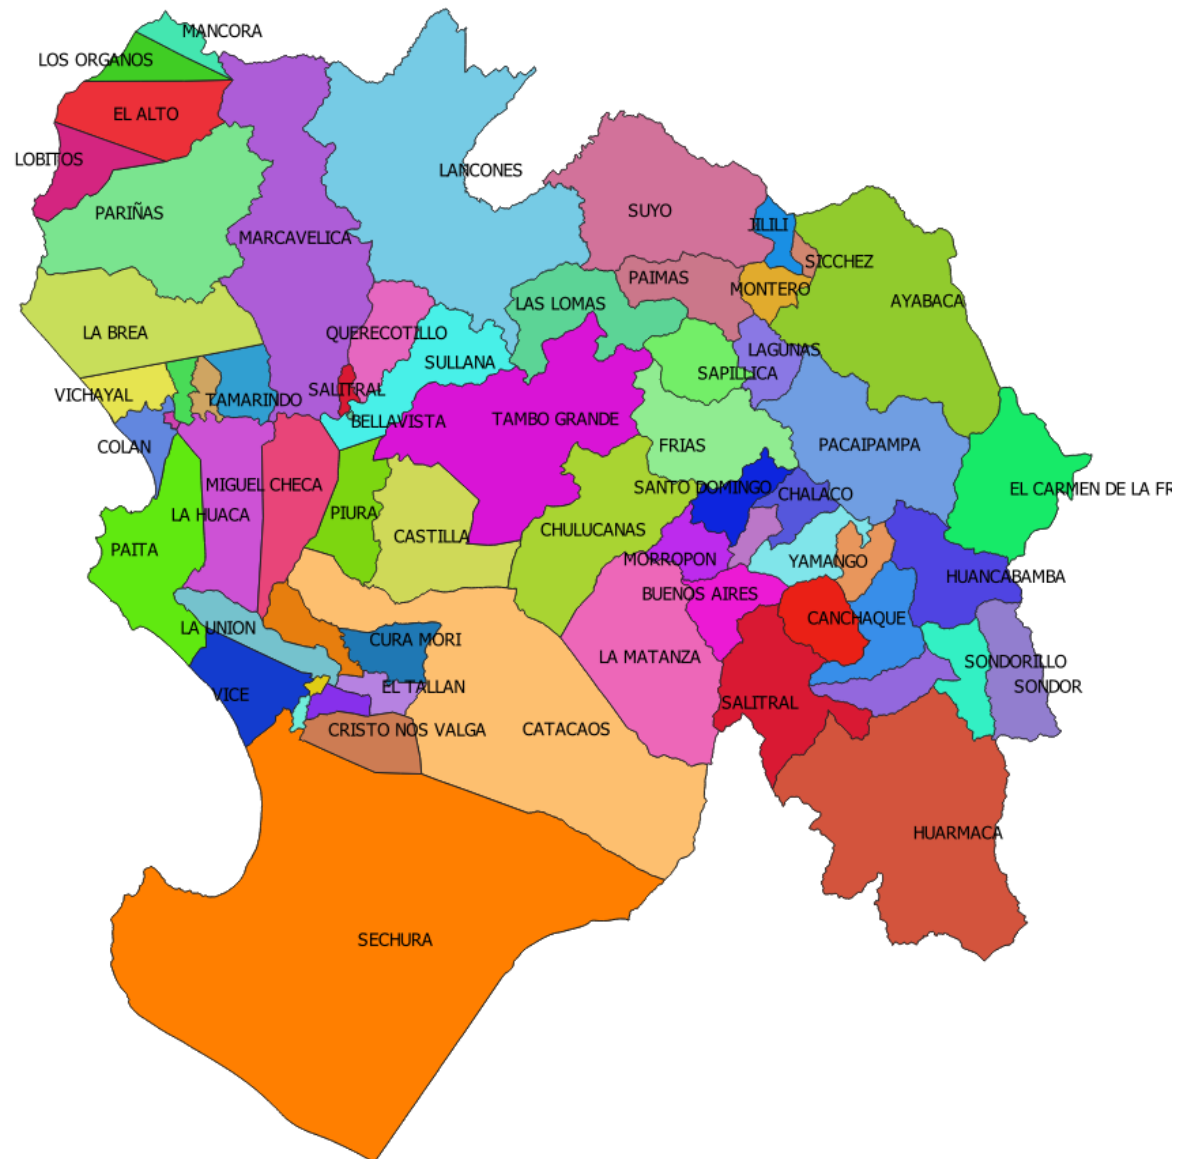 MANCORA
LOS ORGANOS
EL ALTO
LOBITOS
LANCONES
PARIÑAS
SUYO
JILILI
MARCAVELICA
SICCHEZ
PAIMAS
MONTERO
AYABACA
LAS LOMAS
LA BREA
QUERECOTILLO
LAGUNAS
SULLANA
SAPILLICA
VICHAYAL
SALITRAL
TAMARINDO
BELLAVISTA
TAMBO GRANDE
COLAN
FRIAS
PACAIPAMPA
MIGUEL CHECA
SANTO DOMINGO
CHALACO
EL CARMEN DE LA FR
LA HUACA
PIURA
CASTILLA
CHULUCANAS
PAITA
MORROPON
YAMANGO
HUANCABAMBA
BUENOS AIRES
LA UNION
CURA MORI
CANCHAQUE
LA MATANZA
SONDORILLO
VICE
EL TALLAN
SONDOR
SALITRAL
CRISTO NOS VALGA
CATACAOS
HUARMACA
SECHURA